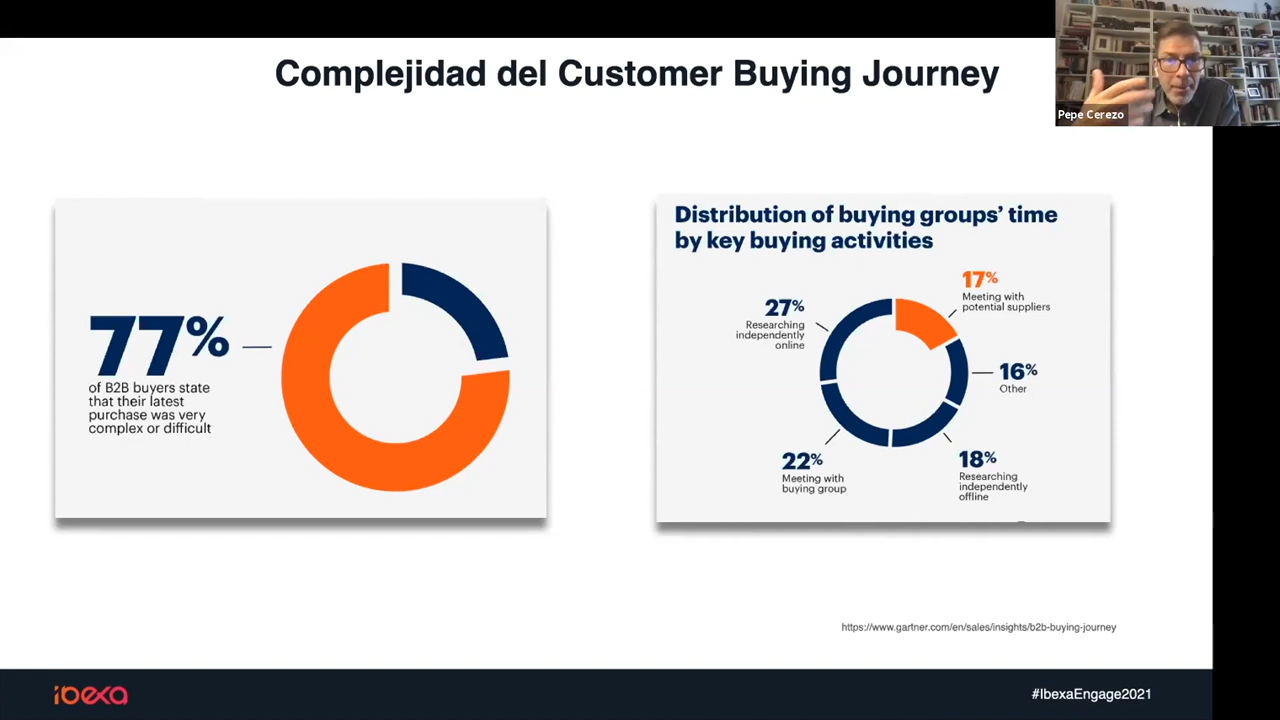 Complejidad del Customer Buying Journey
Pepe Cerezo
77%
of B2B buyers state
that their latest
purchase was very
complex or difficult
Distribution of buying groups’ time
by key buying activities
17%
Meeting with
potential suppliers
27%
Researching
independently
online
16%
Other
22%
Meeting with
buying group
18%
Researching
independently
offline
https://www.gartner.com/en/sales/insights/b2b-buying-journey
ibexa
#IbexaEngage2021